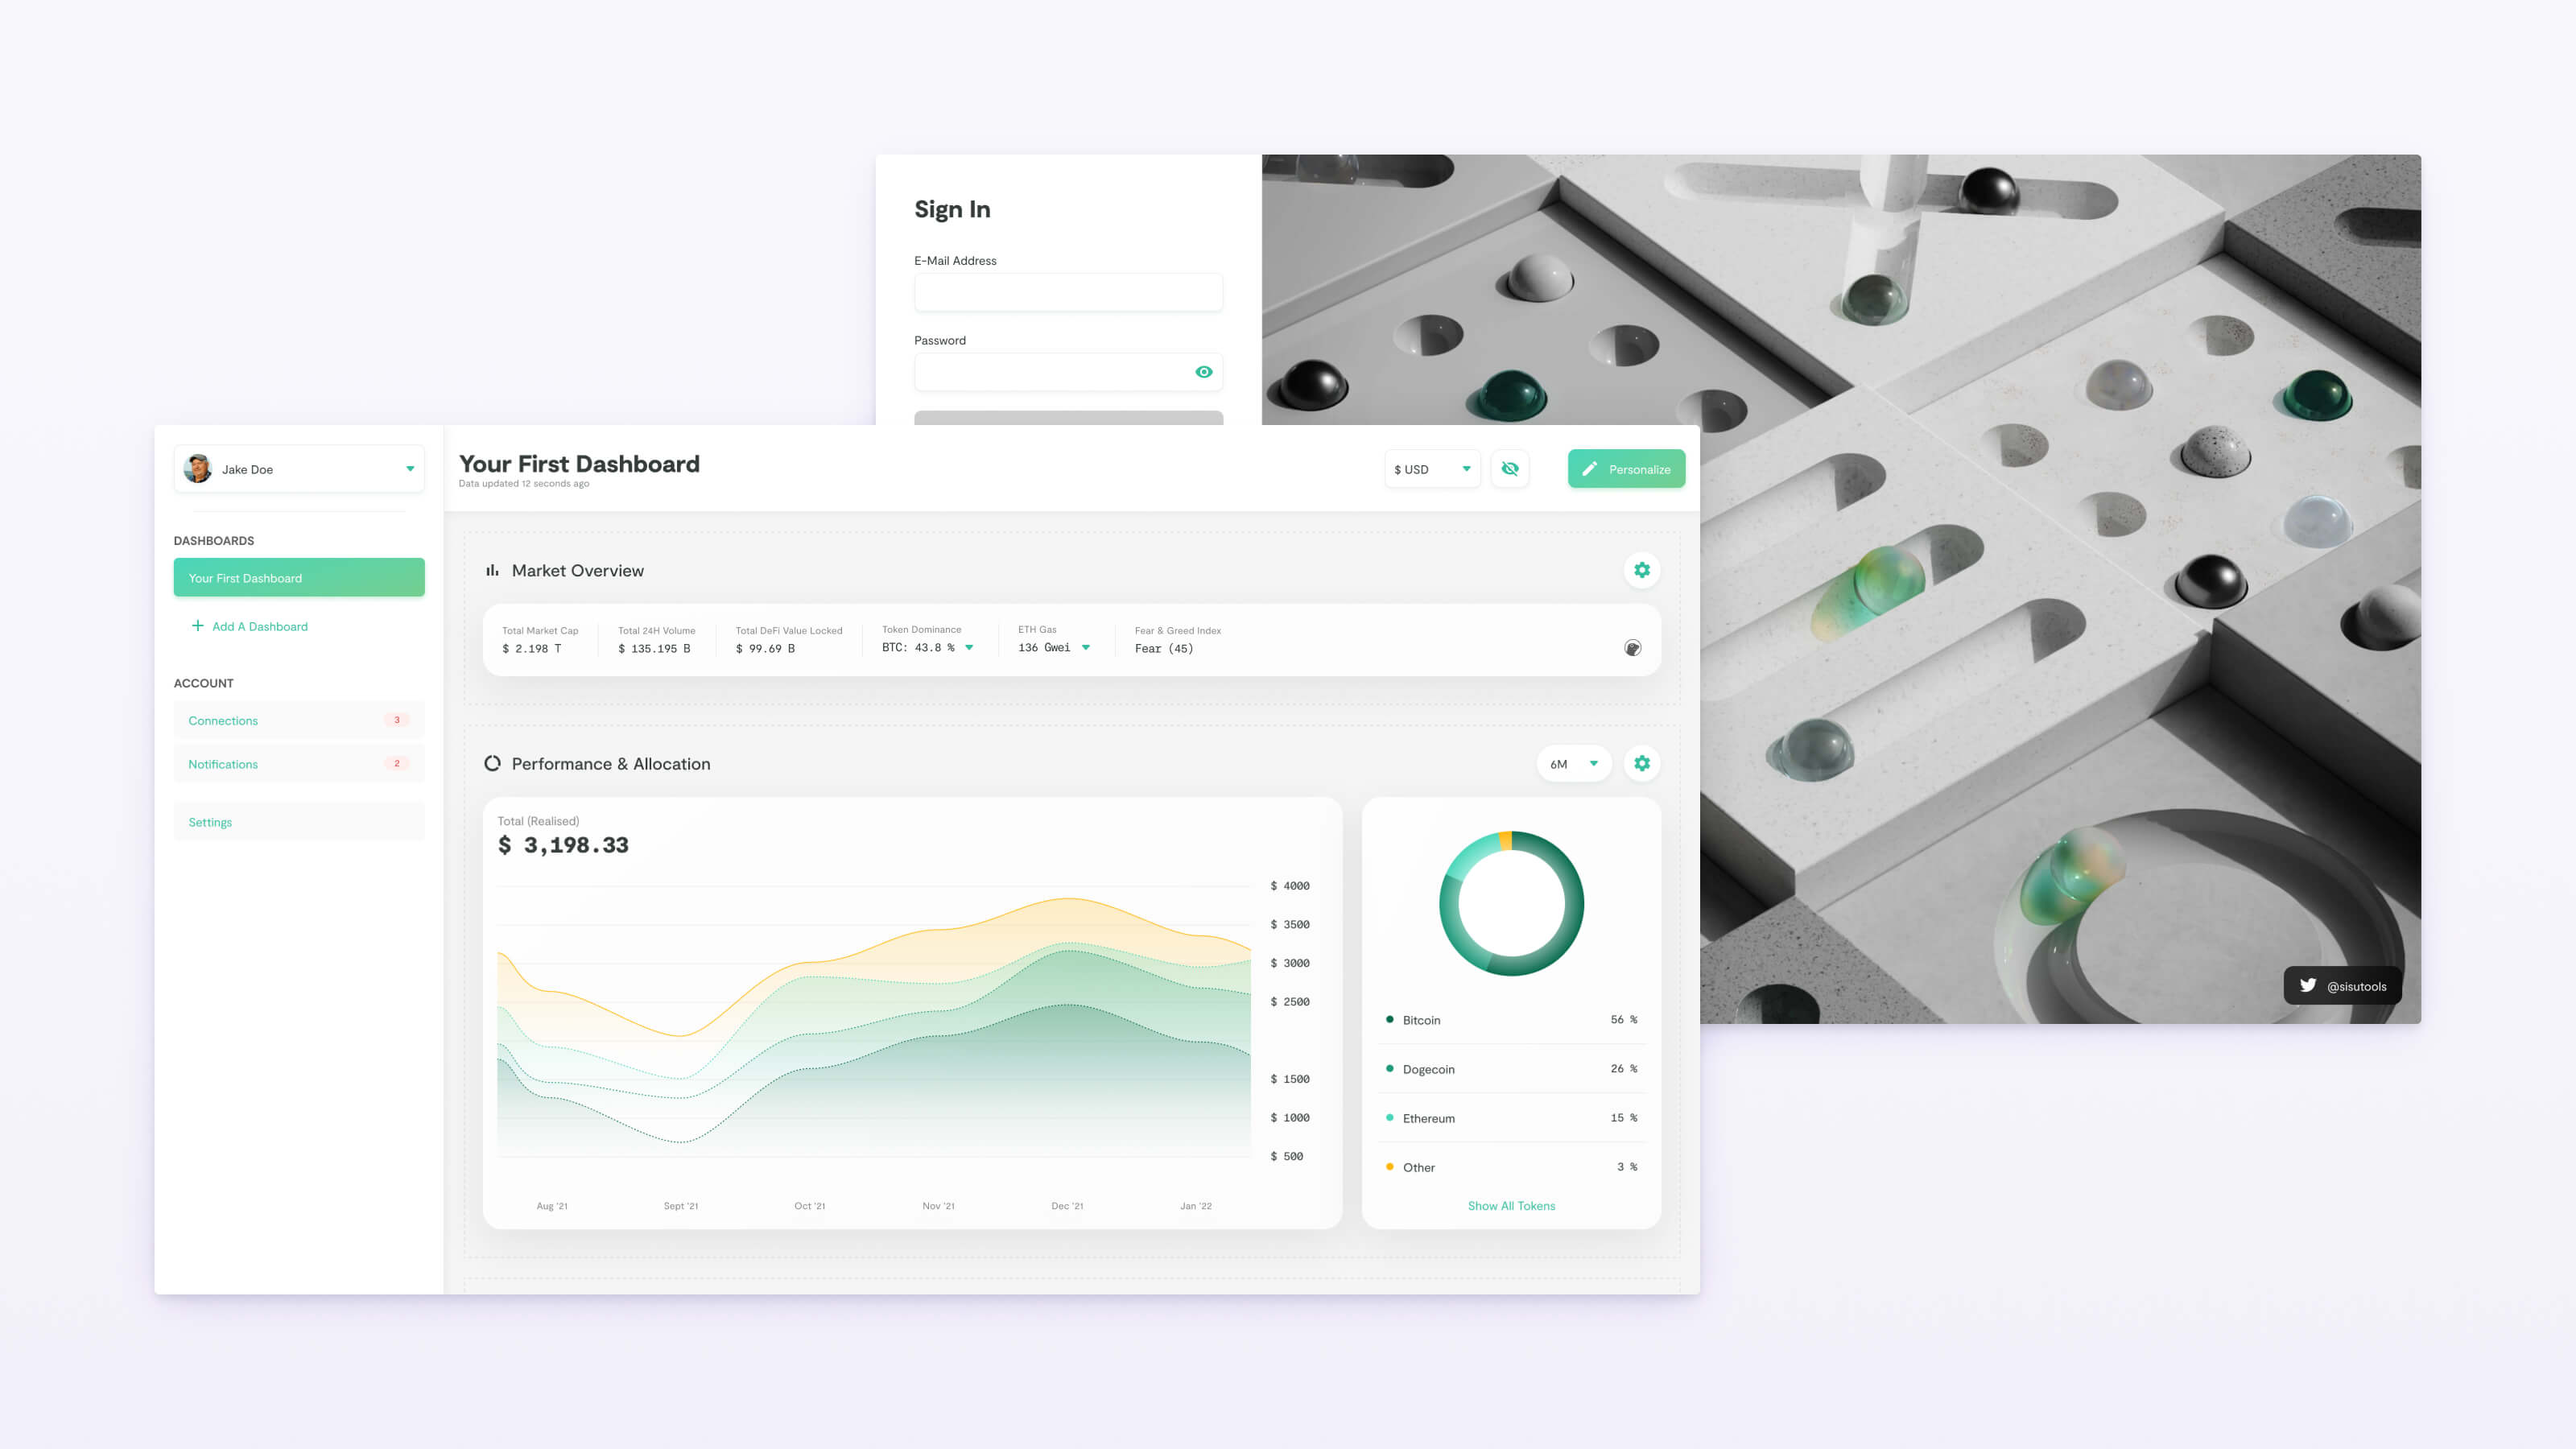 Sign In
E-Mail Address
Password
@sisutools
Jake Doe
DASHBOARDS
Your First Dashboard
Add A Dashboard
ACCOUNT
Connections 3
Notifications 2
Settings
Your First Dashboard
Data updated 12 seconds ago
$ USD
Personalize
Market Overview
Total Market Cap
$ 2.198 T
Total 24H Volume
$ 135.195 B
Total DeFi Value Locked
$ 99.69 B
Token Dominance
BTC: 43.8 %
ETH Gas
136 Gwei
Fear & Greed Index
Fear (45)
Performance & Allocation
6M
Total (Realised)
$ 3,198.33
$ 4000
$ 3500
$ 3000
$ 2500
$ 1500
$ 1000
$ 500
Aug '21 Sept '21 Oct '21 Nov '21 Dec '21 Jan '22
Bitcoin 56 %
Dogecoin 26 %
Ethereum 15 %
Other 3 %
Show All Tokens